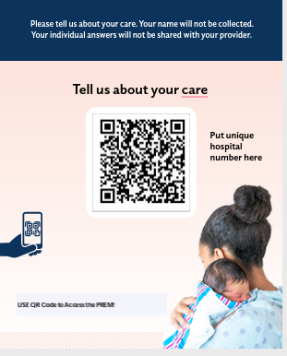 Please tell us about your care. Your name will not be collected.
Your individual answers will not be shared with your provider.
Tell us about your care
Put unique
hospital
number here
USE QR Code to Access the PREM!